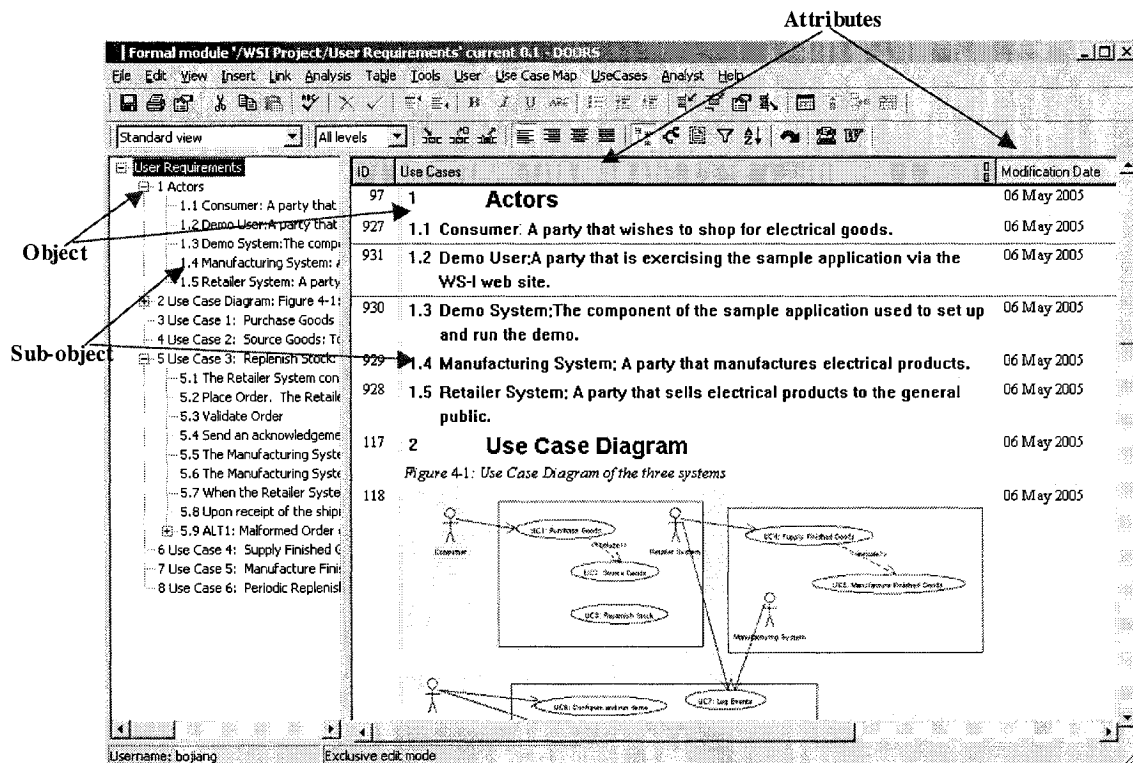 Attributes
Formal module '/WSI Project/User Requirements' current 0.1 - DOORS
File Edit View Insert Link Analysis Table Tools User Use Case Map UseCases Analyst Help
Standard view All levels
User Requirements
1 Actors
1.1 Consumer: A party that
1.2 Demo User:A party that
1.3 Demo System:The comp
1.4 Manufacturing System: A
1.5 Retailer System: A party
2 Use Case Diagram: Figure 4-1:
3 Use Case 1: Purchase Goods
4 Use Case 2: Source Goods: To
5 Use Case 3: Replenish Stock:
5.1 The Retailer System con
5.2 Place Order. The Retaile
5.3 Validate Order
5.4 Send an acknowledgeme
5.5 The Manufacturing Syste
5.6 The Manufacturing Syste
5.7 When the Retailer Syste
5.8 Upon receipt of the ship
5.9 ALT1: Malformed Order
6 Use Case 4: Supply Finished G
7 Use Case 5: Manufacture Fini
8 Use Case 6: Periodic Replenis
Object
Sub-object
ID Use Cases Modification Date
97 1 Actors 06 May 2005
927 1.1 Consumer: A party that wishes to shop for electrical goods. 06 May 2005
931 1.2 Demo User:A party that is exercising the sample application via the 06 May 2005
WS-I web site.
930 1.3 Demo System:The component of the sample application used to set up 06 May 2005
and run the demo.
929 1.4 Manufacturing System: A party that manufactures electrical products. 06 May 2005
928 1.5 Retailer System: A party that sells electrical products to the general 06 May 2005
public.
117 2 Use Case Diagram 06 May 2005
Figure 4-1: Use Case Diagram of the three systems
118 06 May 2005
UC1: Purchase Goods
UC4: Supply Finished Goods
Consumer
Retailer System
<<include>>
<<include>>
UC2: Source Goods
UC5: Manufacture Finished Goods
UC3: Replenish Stock
Manufacturing System
UC6: Configure and run demo
UC7: Log Events
Username: bojiang Exclusive edit mode